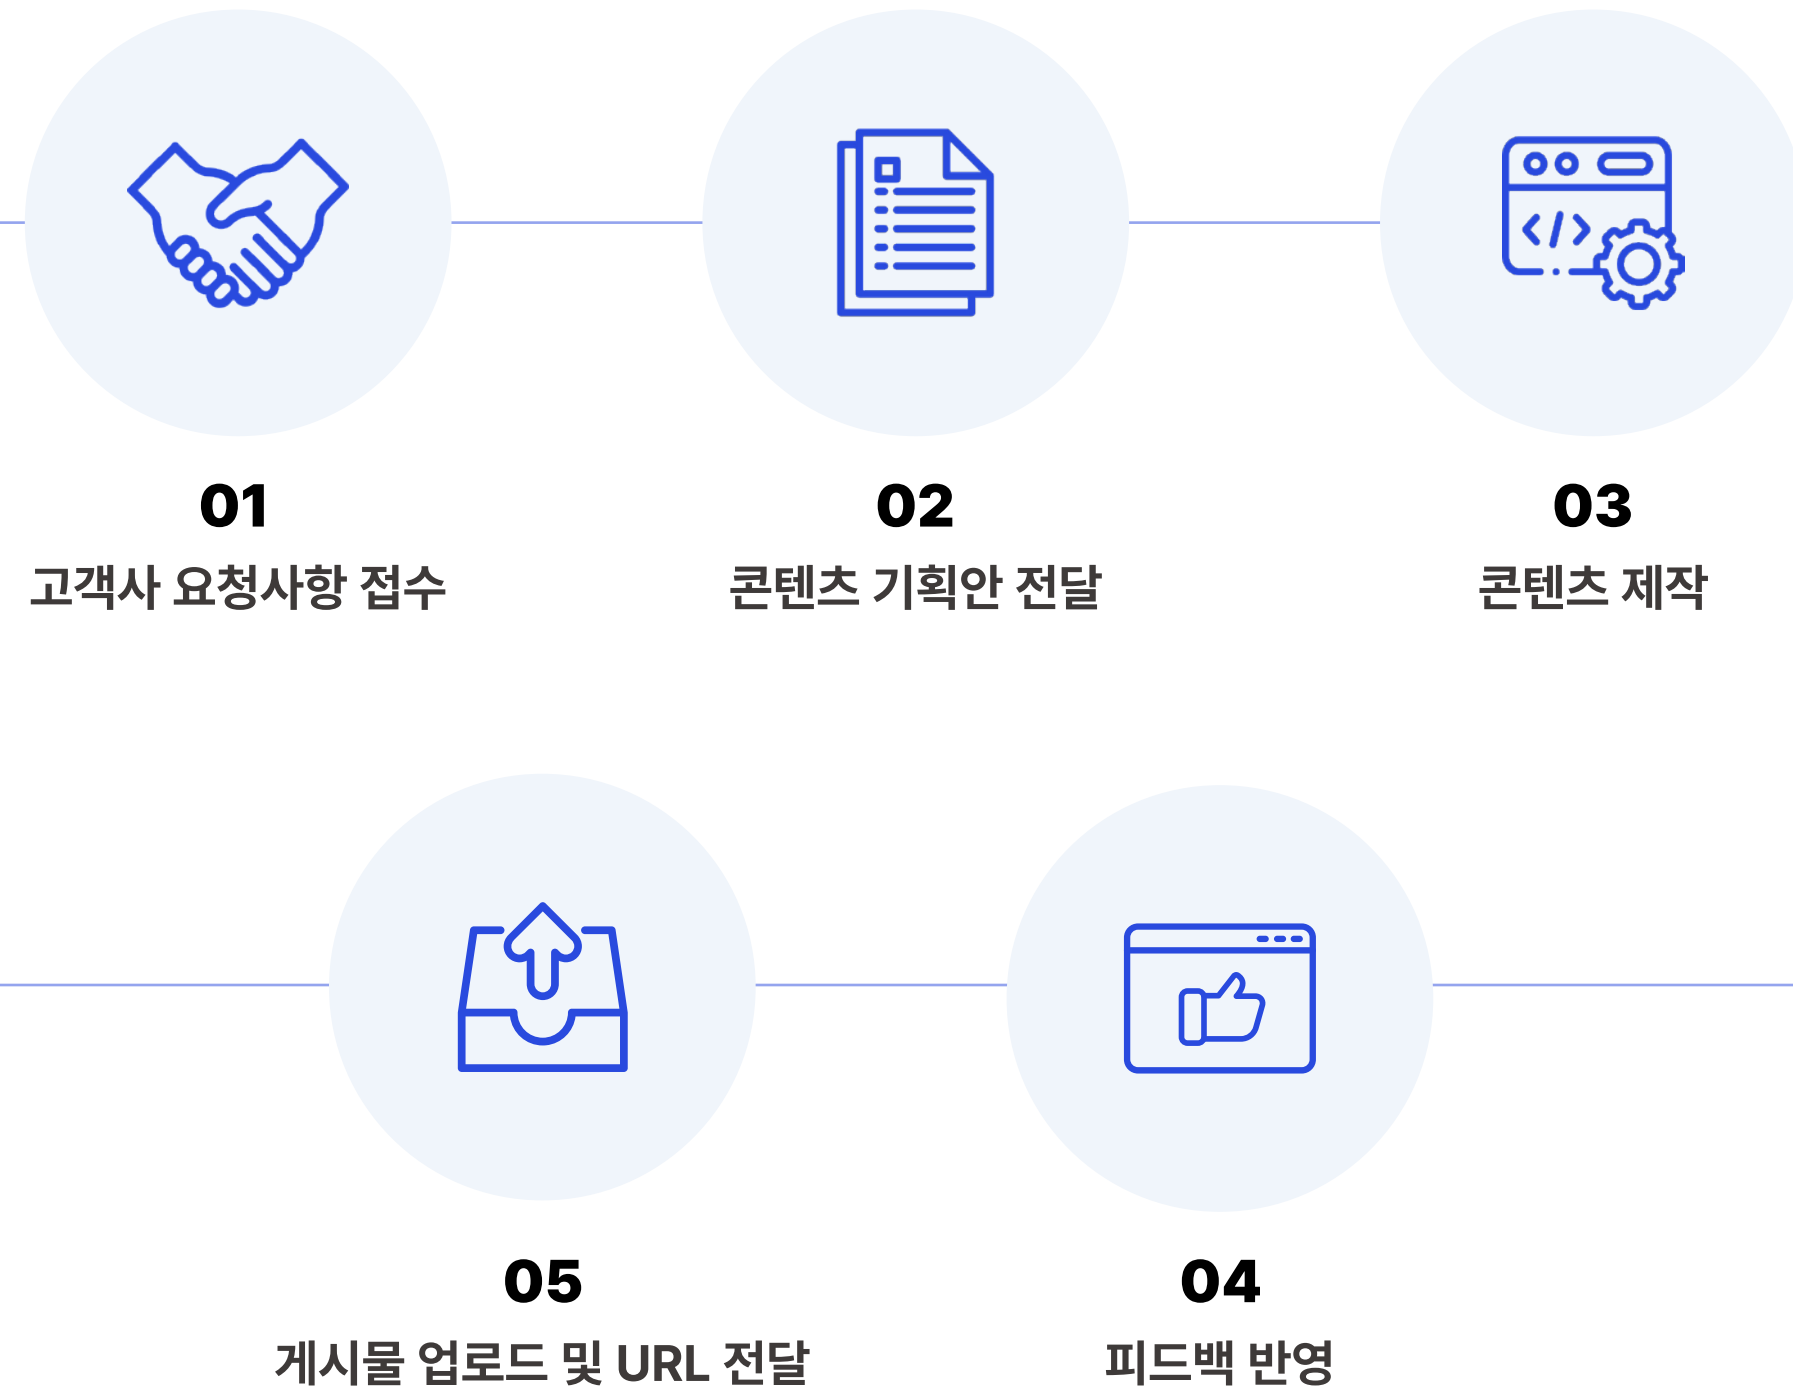 01
고객사 요청사항 접수
02
콘텐츠 기획안 전달
03
콘텐츠 제작
05
게시물 업로드 및 URL 전달
04
피드백 반영